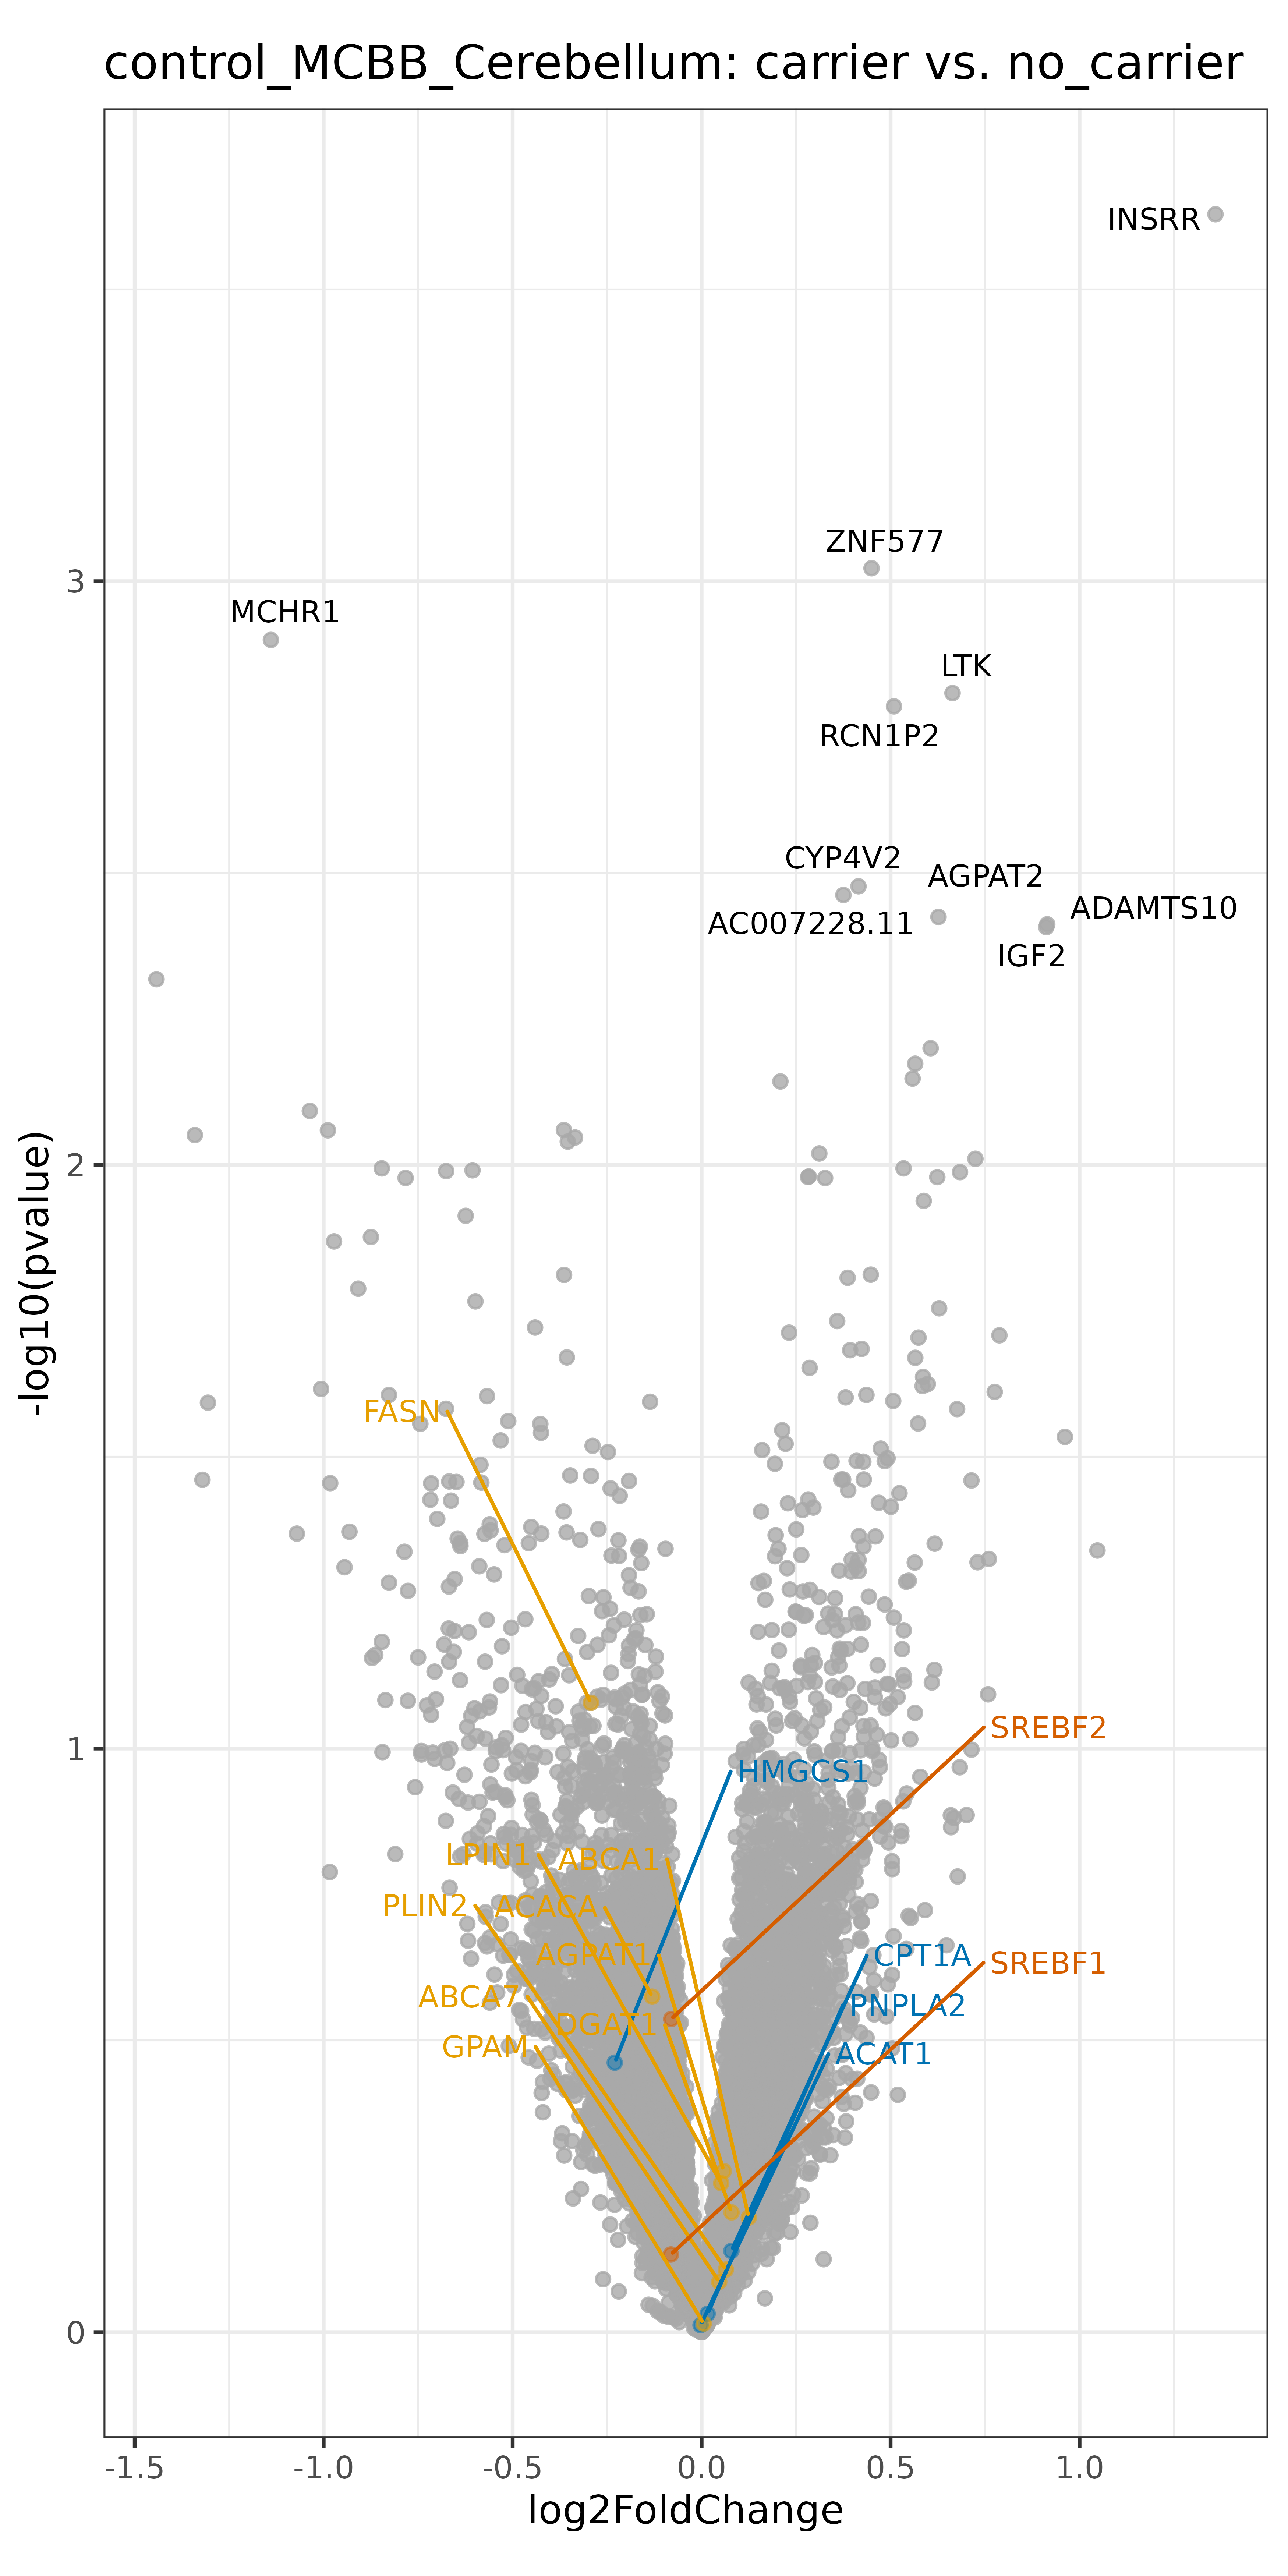 control_MCBB_Cerebellum: carrier vs. no_carrier
INSRR
ZNF577
3
MCHR1
LTK
RCN1P2
CYP4V2
AGPAT2
ADAMTS10
AC007228.11
IGF2
2
-log10(pvalue)
FASN
SREBF2
1
HMGCS1
LPIN1
ABCA1
PLIN2
ACACA
AGPAT1
CPT1A
SREBF1
ABCA7
PNPLA2
DGAT1
GPAM
ACAT1
0
-1.5 -1.0 -0.5 0.0 0.5 1.0
log2FoldChange